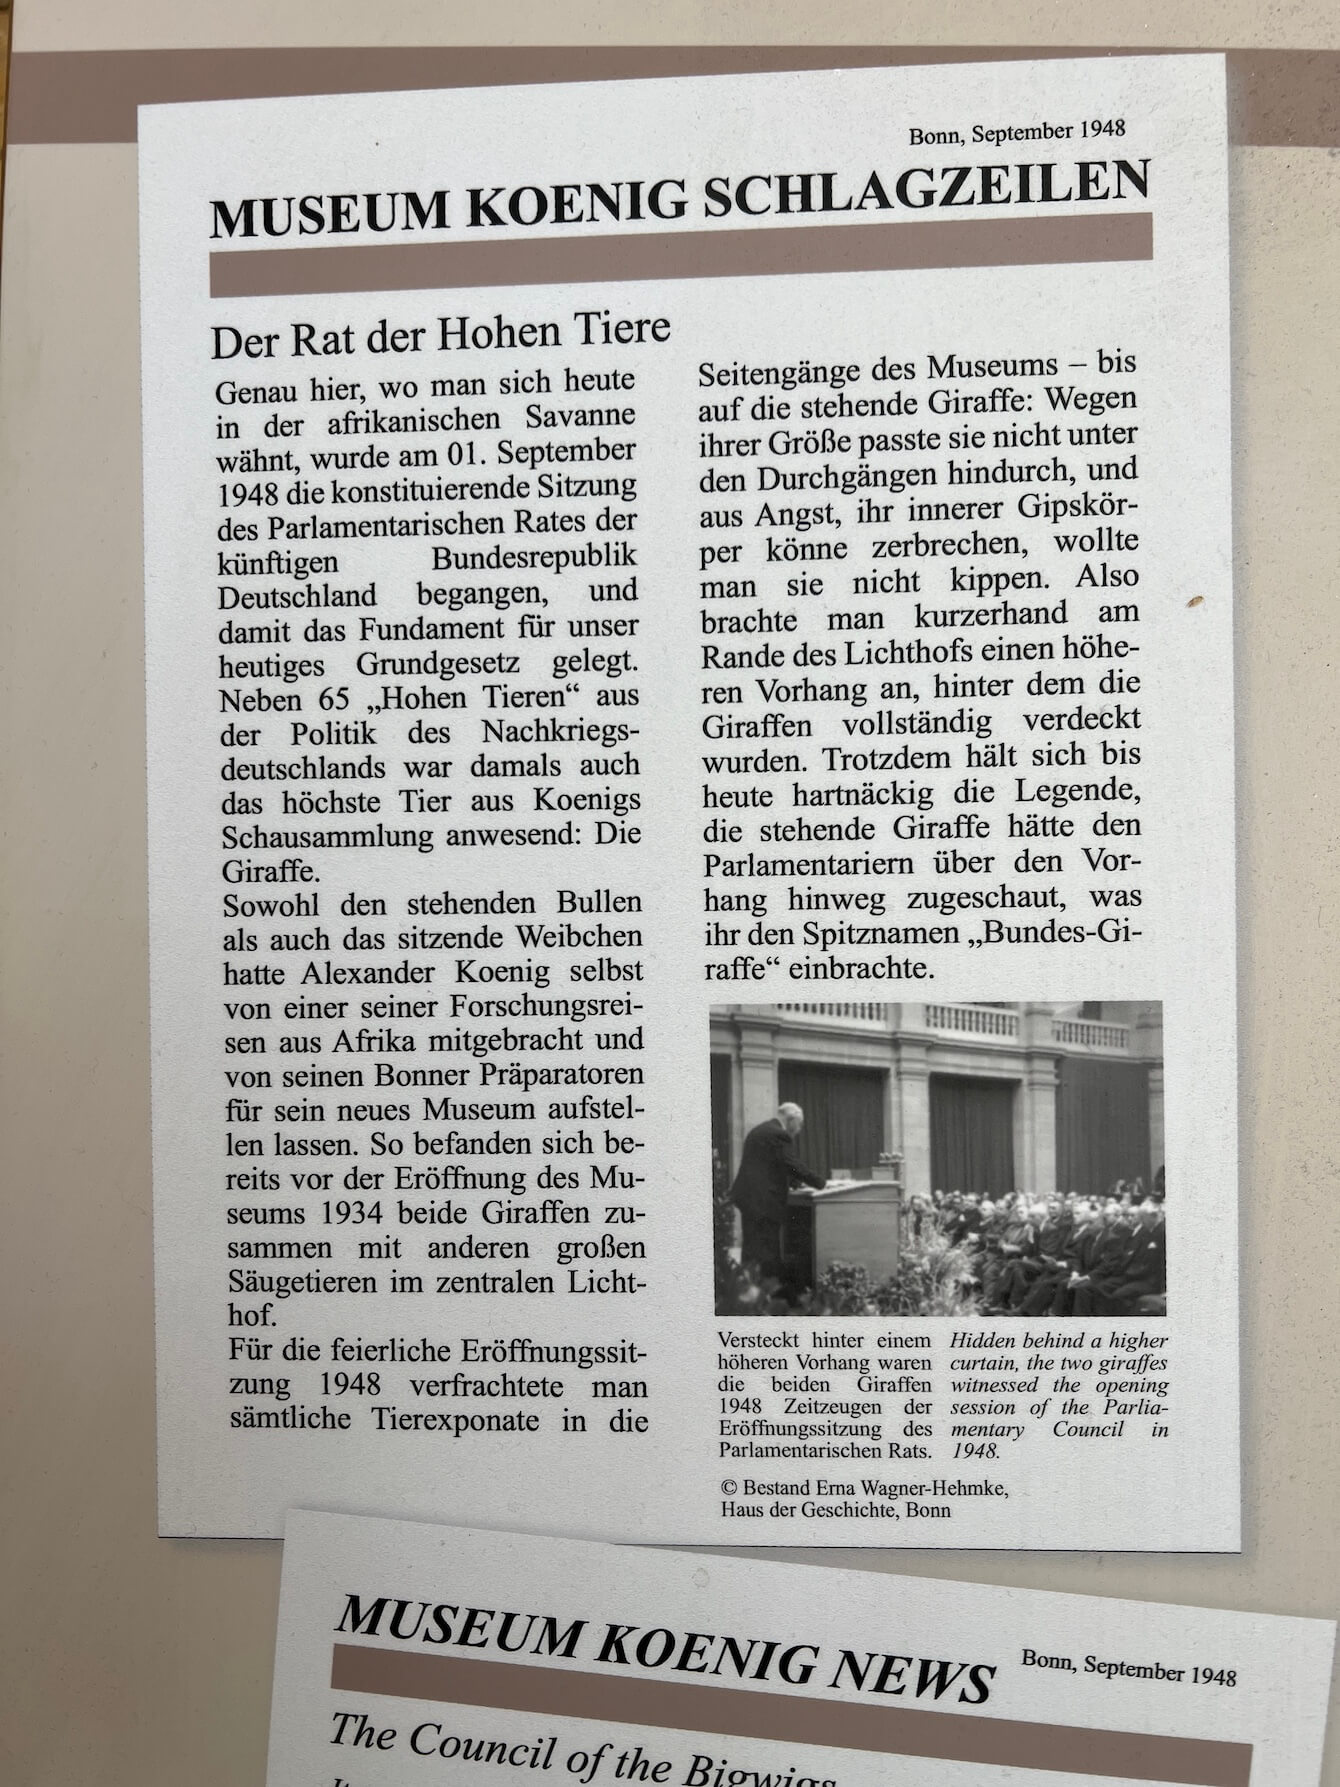 Bonn, September 1948
MUSEUM KOENIG SCHLAGZEILEN
Der Rat der Hohen Tiere
Genau hier, wo man sich heute
in der afrikanischen Savanne
wähnt, wurde am 01. September
1948 die konstituierende Sitzung
des Parlamentarischen Rates der
künftigen Bundesrepublik
Deutschland begangen, und
damit das Fundament für unser
heutiges Grundgesetz gelegt.
Neben 65 „Hohen Tieren“ aus
der Politik des Nachkriegs-
deutschlands war damals auch
das höchste Tier aus Koenigs
Schausammlung anwesend: Die
Giraffe.
Sowohl den stehenden Bullen
als auch das sitzende Weibchen
hatte Alexander Koenig selbst
von einer seiner Forschungsrei-
sen aus Afrika mitgebracht und
von seinen Bonner Präparatoren
für sein neues Museum aufstel-
len lassen. So befanden sich be-
reits vor der Eröffnung des Mu-
seums 1934 beide Giraffen zu-
sammen mit anderen großen
Säugetieren im zentralen Licht-
hof.
Für die feierliche Eröffnungssit-
zung 1948 verfrachtete man
sämtliche Tierexponate in die
Seitengänge des Museums – bis
auf die stehende Giraffe: Wegen
ihrer Größe passte sie nicht unter
den Durchgängen hindurch, und
aus Angst, ihr innerer Gipskör-
per könne zerbrechen, wollte
man sie nicht kippen. Also
brachte man kurzerhand am
Rande des Lichthofs einen höhe-
ren Vorhang an, hinter dem die
Giraffen vollständig verdeckt
wurden. Trotzdem hält sich bis
heute hartnäckig die Legende,
die stehende Giraffe hätte den
Parlamentariern über den Vor-
hang hinweg zugeschaut, was
ihr den Spitznamen „Bundes-Gi-
raffe“ einbrachte.
Versteckt hinter einem
höheren Vorhang waren
die beiden Giraffen
1948 Zeitzeugen der
Eröffnungssitzung des
Parlamentarischen Rats.
Hidden behind a higher
curtain, the two giraffes
witnessed the opening
session of the Parlia-
mentary Council in
1948.
© Bestand Erna Wagner-Hehmke,
Haus der Geschichte, Bonn
MUSEUM KOENIG NEWS
Bonn, September 1948
The Council of the Bigwigs